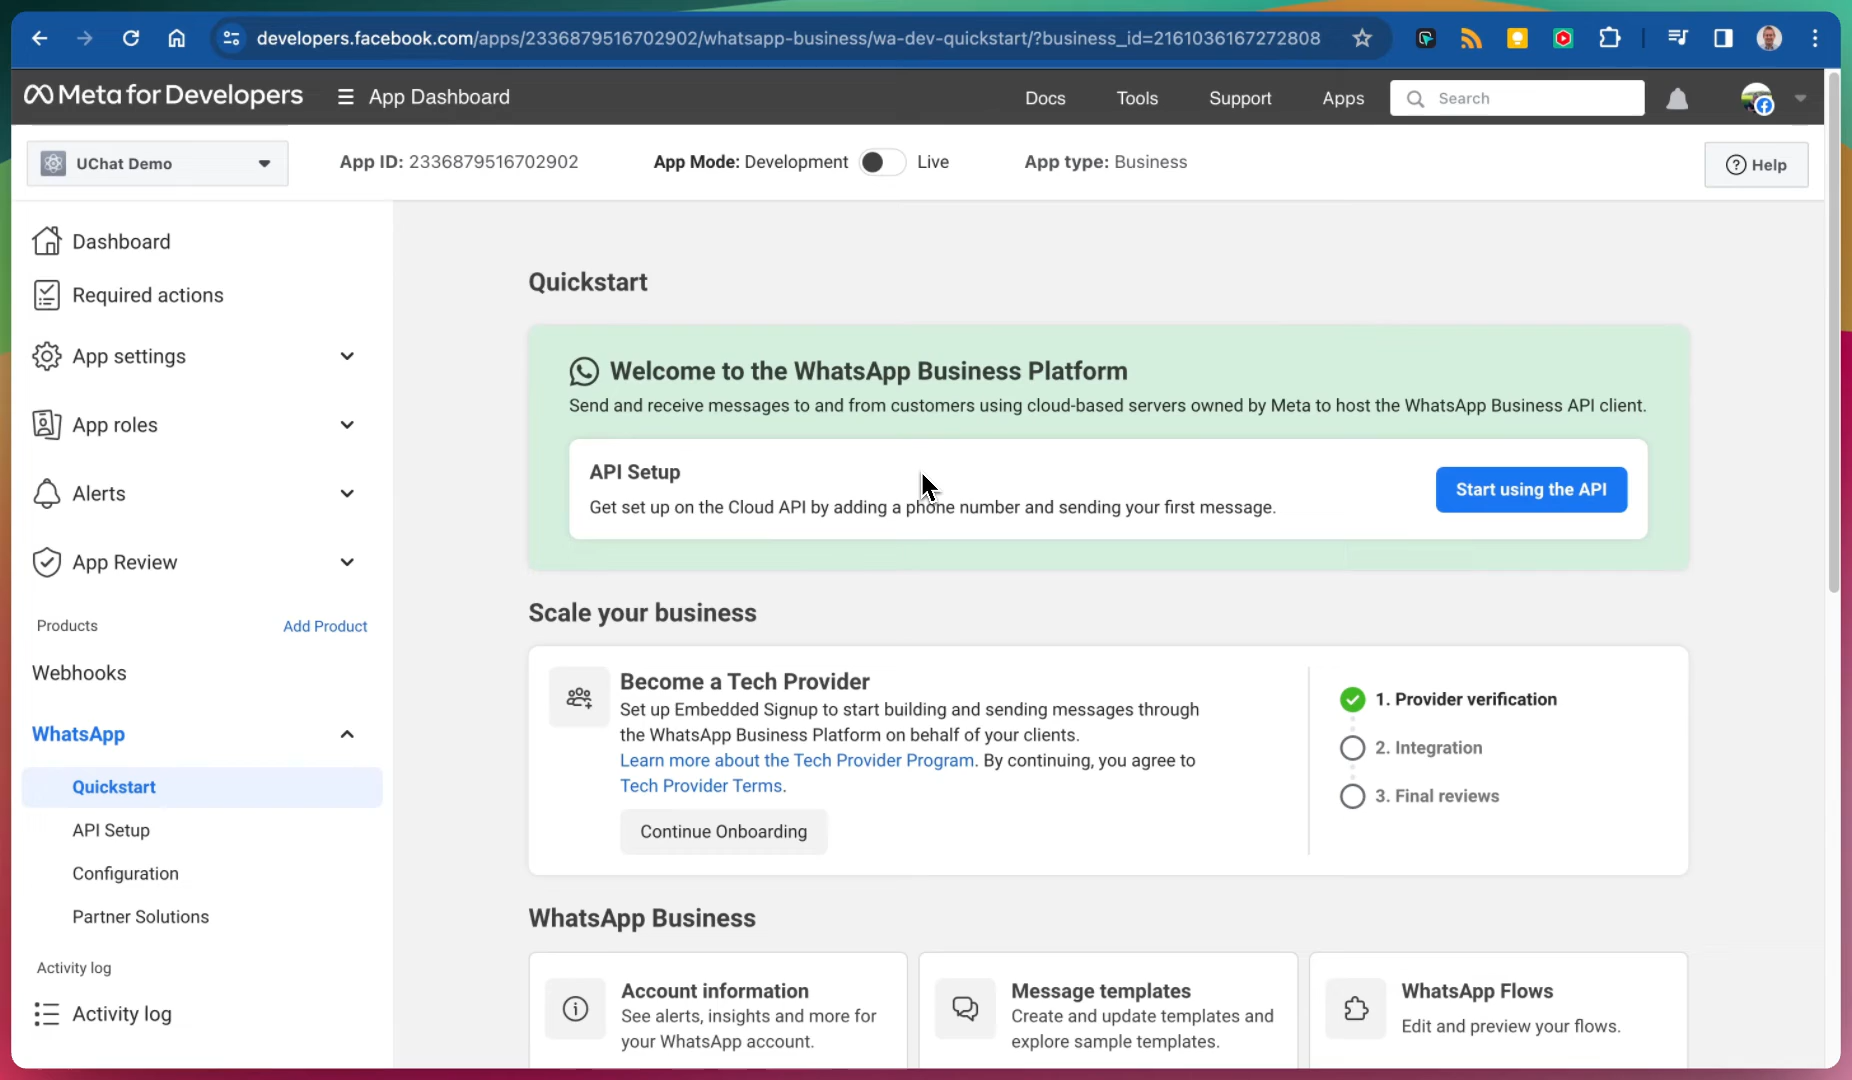 developers.facebook.com/apps/2336879516702902/whatsapp-business/wa-dev-quickstart/?business_id=2161036167272808
Meta for Developers
App Dashboard
Docs
Tools
Support
Apps
Search
UChat Demo
App ID: 2336879516702902
App Mode: Development
Live
App type: Business
Help
Dashboard
Required actions
App settings
App roles
Alerts
App Review
Products
Add Product
Webhooks
WhatsApp
Quickstart
API Setup
Configuration
Partner Solutions
Activity log
Activity log
Quickstart
Welcome to the WhatsApp Business Platform
Send and receive messages to and from customers using cloud-based servers owned by Meta to host the WhatsApp Business API client.
API Setup
Get set up on the Cloud API by adding a phone number and sending your first message.
Start using the API
Scale your business
Become a Tech Provider
Set up Embedded Signup to start building and sending messages through
the WhatsApp Business Platform on behalf of your clients.
Learn more about the Tech Provider Program. By continuing, you agree to
Tech Provider Terms.
Continue Onboarding
1. Provider verification
2. Integration
3. Final reviews
WhatsApp Business
Account information
See alerts, insights and more for
your WhatsApp account.
Message templates
Create and update templates and
explore sample templates.
WhatsApp Flows
Edit and preview your flows.